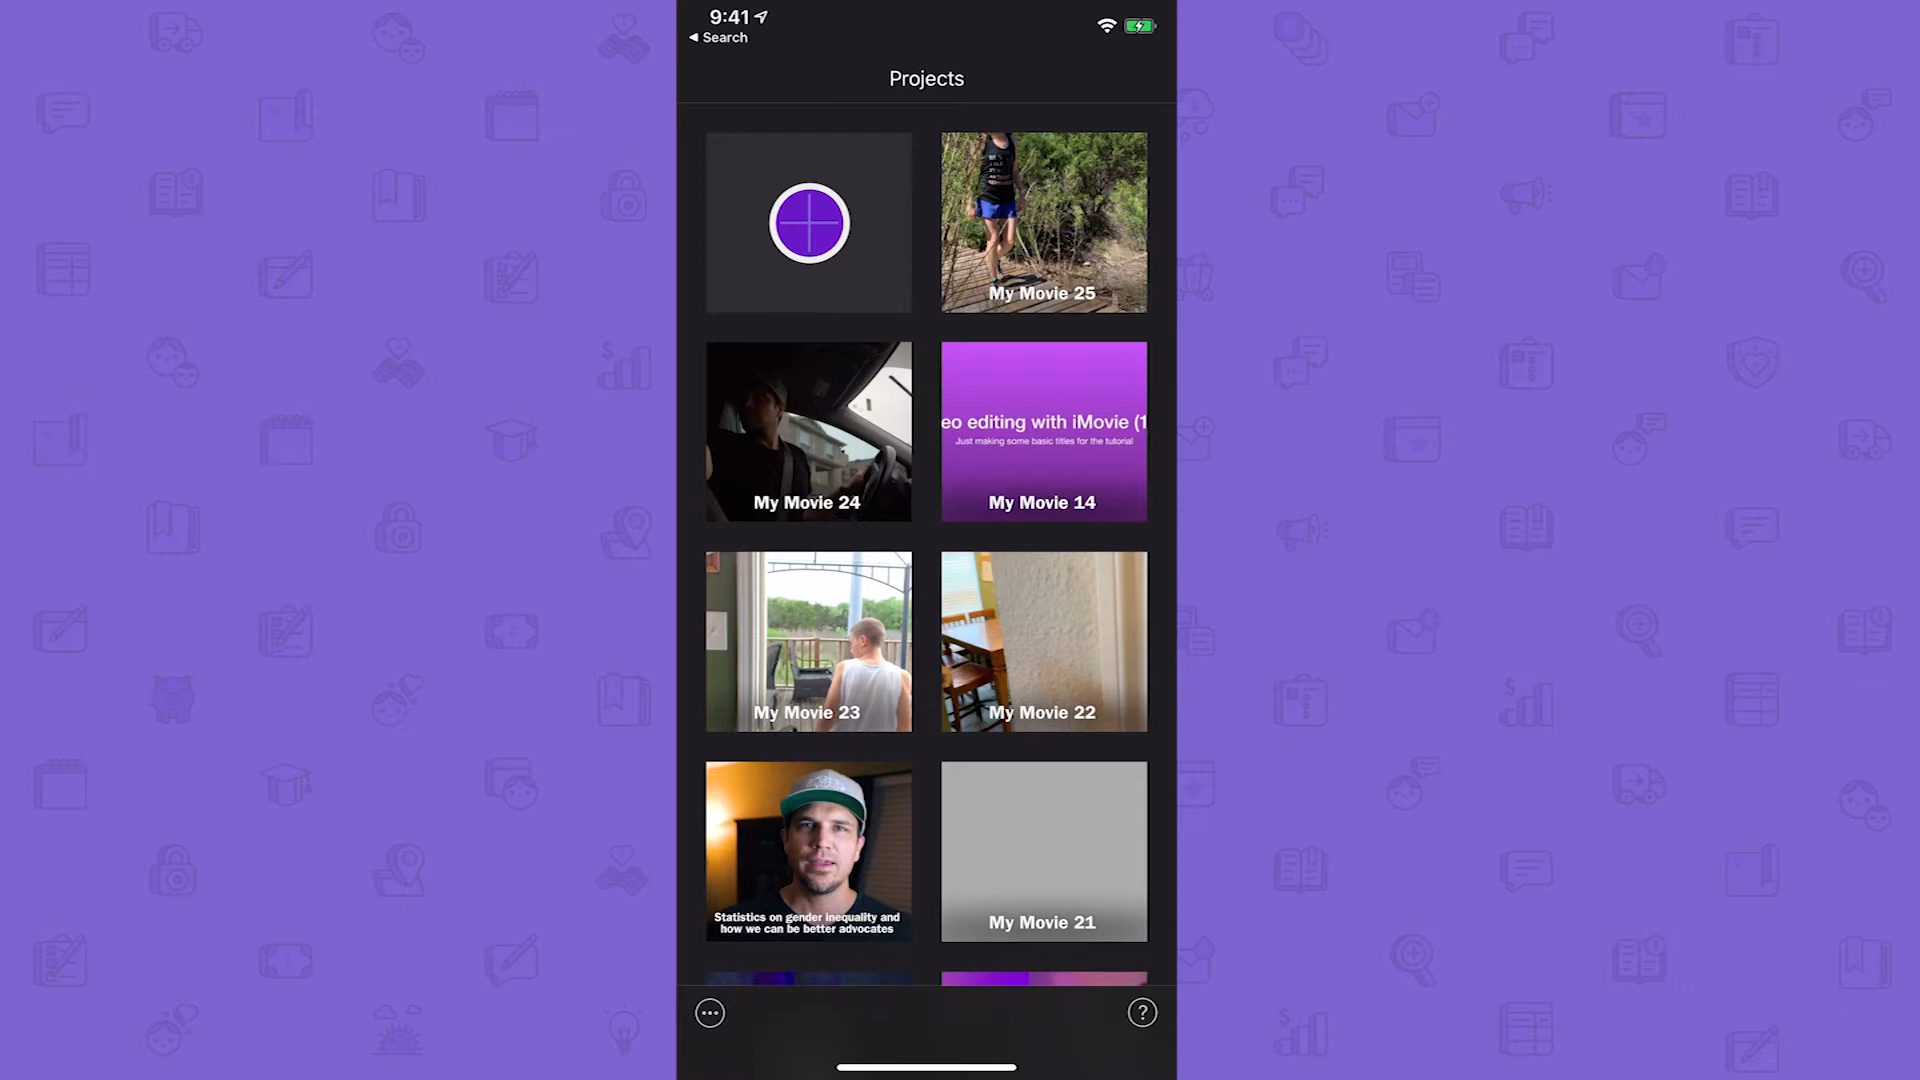 9:41
Search
Projects
My Movie 25
My Movie 24
eo editing with iMovie (1
Just making some basic titles for the tutorial
My Movie 14
My Movie 23
My Movie 22
Statistics on gender inequality and
how we can be better advocates
My Movie 21
?